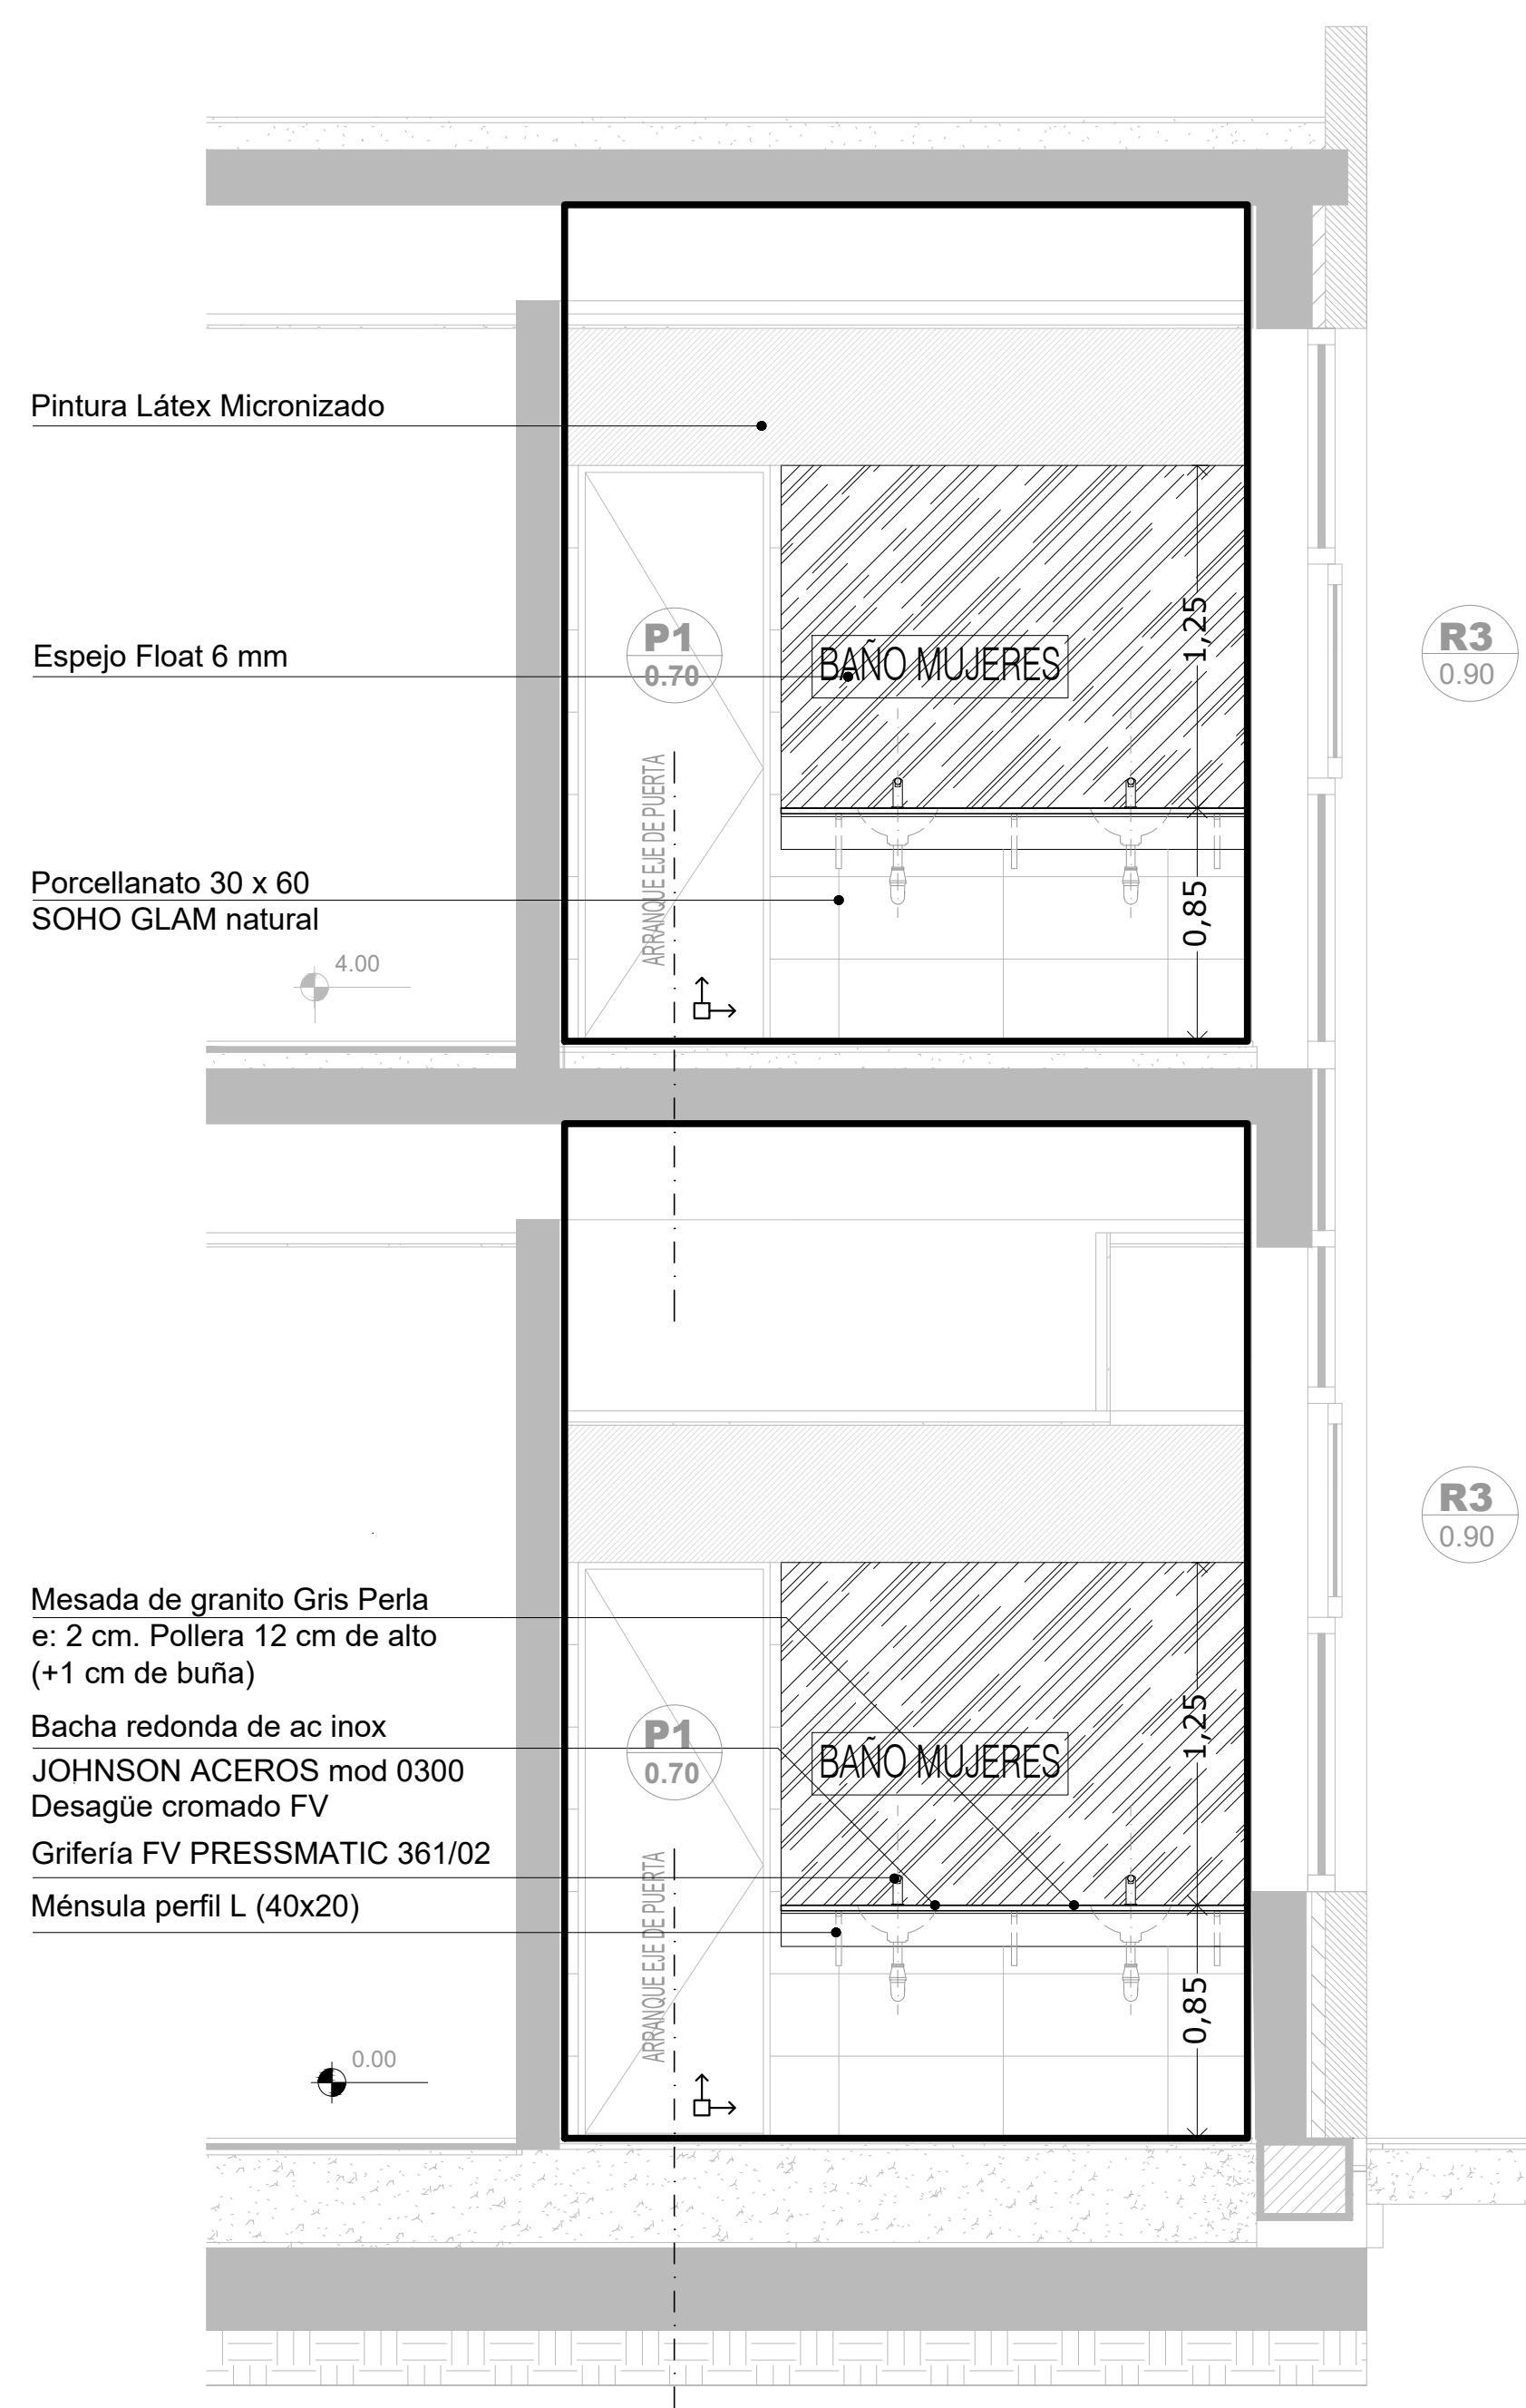 Pintura Látex Micronizado
Espejo Float 6 mm
P1
0.70
BAÑO MUJERES
1,25
R3
0.90
ARRANQUE EJE DE PUERTA
Porcellanato 30 x 60
SOHO GLAM natural
0,85
4.00
Mesada de granito Gris Perla
e: 2 cm. Pollera 12 cm de alto
(+1 cm de buña)
Bacha redonda de ac inox
JOHNSON ACEROS mod 0300
Desagüe cromado FV
Grifería FV PRESSMATIC 361/02
Ménsula perfil L (40x20)
P1
0.70
BAÑO MUJERES
1,25
R3
0.90
ARRANQUE EJE DE PUERTA
0,85
0.00